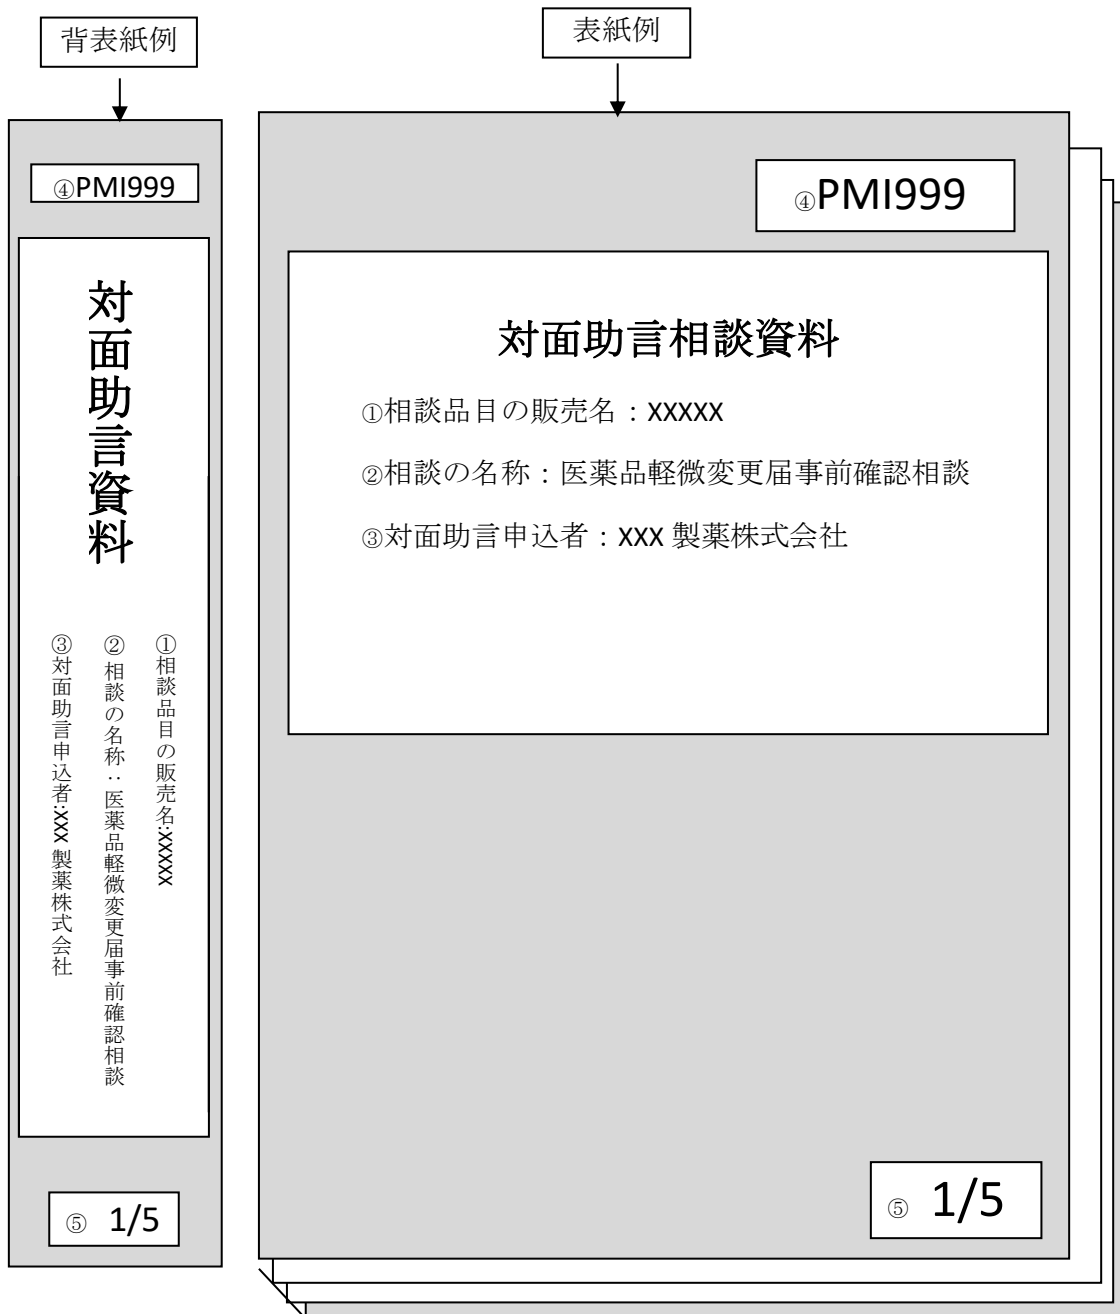 背表紙例
④PMI999
対面助言資料
①相談品目の販売名:XXXXX
②相談の名称:医薬品軽微変更届事前確認相談
③対面助言申込者:XXX 製薬株式会社
⑤ 1/5
表紙例
④PMI999
対面助言相談資料
①相談品目の販売名：XXXXX
②相談の名称：医薬品軽微変更届事前確認相談
③対面助言申込者：XXX 製薬株式会社
⑤ 1/5